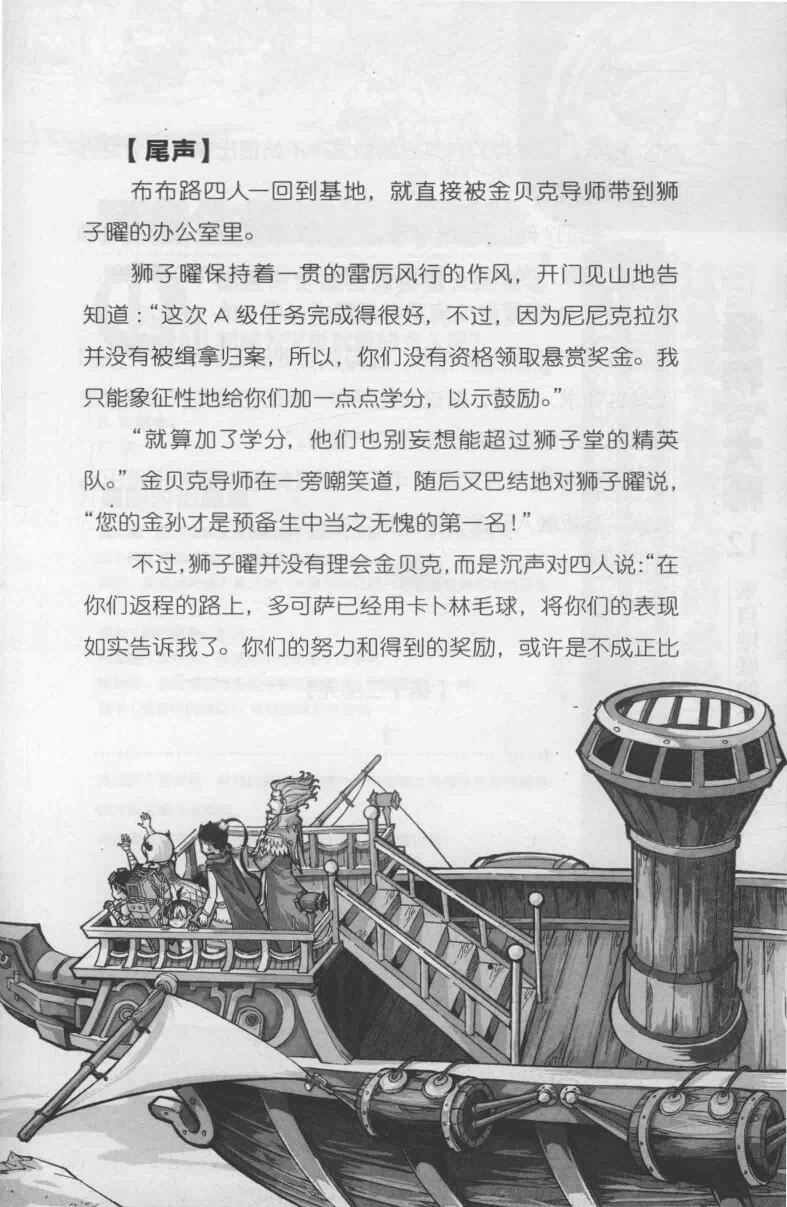 【尾声】
布布路四人一回到基地，就直接被金贝克导师带到狮
子曜的办公室里。
狮子曜保持着一贯的雷厉风行的作风，开门见山地告
知道：“这次 A 级任务完成得很好，不过，因为尼尼克拉尔
并没有被缉拿归案，所以，你们没有资格领取悬赏奖金。我
只能象征性地给你们加一点点学分，以示鼓励。”
“就算加了学分，他们也别妄想能超过狮子堂的精英
队。”金贝克导师在一旁嘲笑道，随后又巴结地对狮子曜说，
“您的金孙才是预备生中当之无愧的第一名！”
不过，狮子曜并没有理会金贝克，而是沉声对四人说：“在
你们返程的路上，多可萨已经用卡卜林毛球，将你们的表现
如实告诉我了。你们的努力和得到的奖励，或许是不成正比